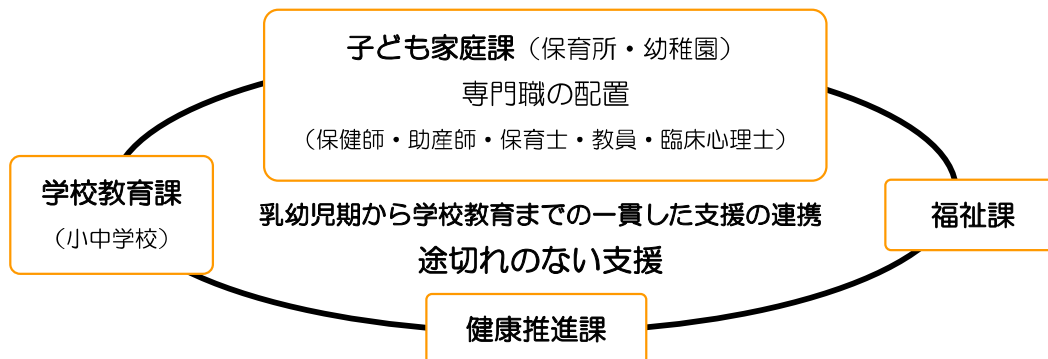 子ども家庭課（保育所・幼稚園）
専門職の配置
（保健師・助産師・保育士・教員・臨床心理士）
学校教育課
（小中学校）
乳幼児期から学校教育までの一貫した支援の連携
途切れのない支援
福祉課
健康推進課